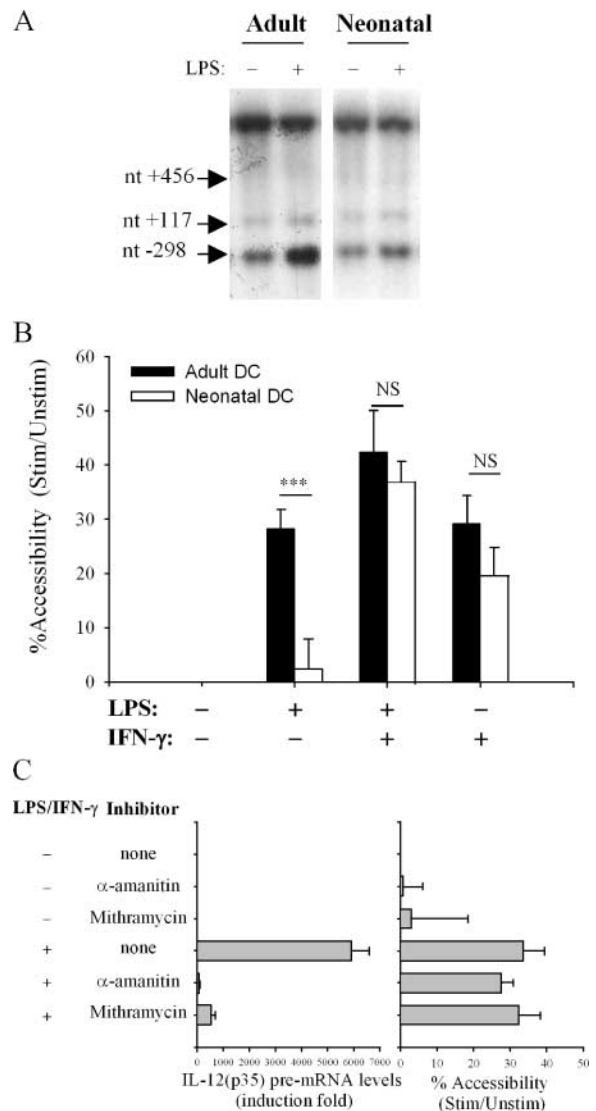 A
Adult Neonatal
LPS: – + – +
nt +456
nt +117
nt -298
B
%Accessibility (Stim/Unstim)
60
50
40
30
20
10
0
Adult DC
Neonatal DC
***
NS
NS
LPS: – + + –
IFN-γ: – – + +
C
LPS/IFN-γ Inhibitor
– none
– α-amanitin
– Mithramycin
+ none
+ α-amanitin
+ Mithramycin
0 1000 2000 3000 4000 5000 6000 7000
IL-12(p35) pre-mRNA levels
(induction fold)
0 10 20 30 40
% Accessibility
(Stim/Unstim)